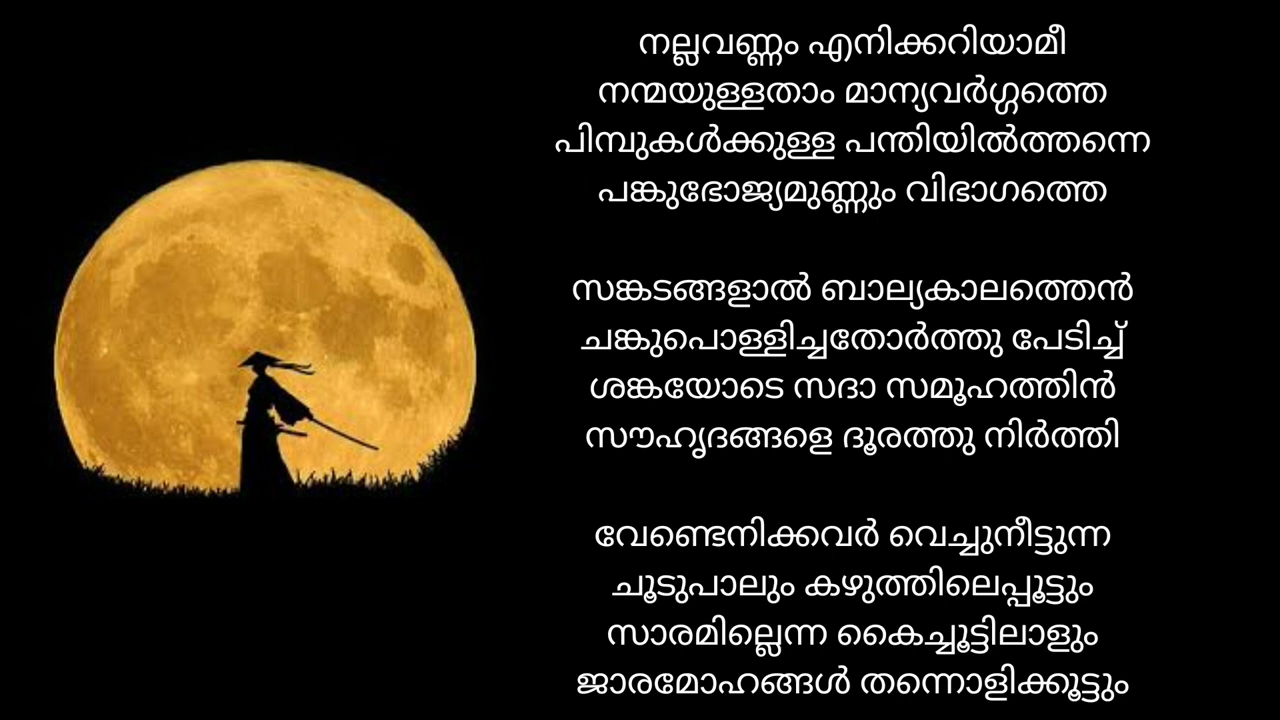 നല്ലവണ്ണം എനിക്കറിയാമീ
നന്മയുള്ളതാം മാന്യവർഗ്ഗത്തെ
പിമ്പുകൾക്കുള്ള പന്തിയിൽത്തന്നെ
പങ്കുഭോജ്യമുണ്ണും വിഭാഗത്തെ
സങ്കടങ്ങളാൽ ബാല്യകാലത്തെൻ
ചങ്കുപൊള്ളിച്ചതോർത്തു പേടിച്ച്
ശങ്കയോടെ സദാ സമൂഹത്തിൻ
സൗഹൃദങ്ങളെ ദൂരത്തു നിർത്തി
വേണ്ടെനിക്കവർ വെച്ചുനീട്ടുന്ന
ചൂടുപാലും കഴുത്തിലെപ്പൂട്ടും
സാരമില്ലെന്ന കൈച്ചൂട്ടിലാളും
ജാരമോഹങ്ങൾ തന്നൊളിക്കൂട്ടും